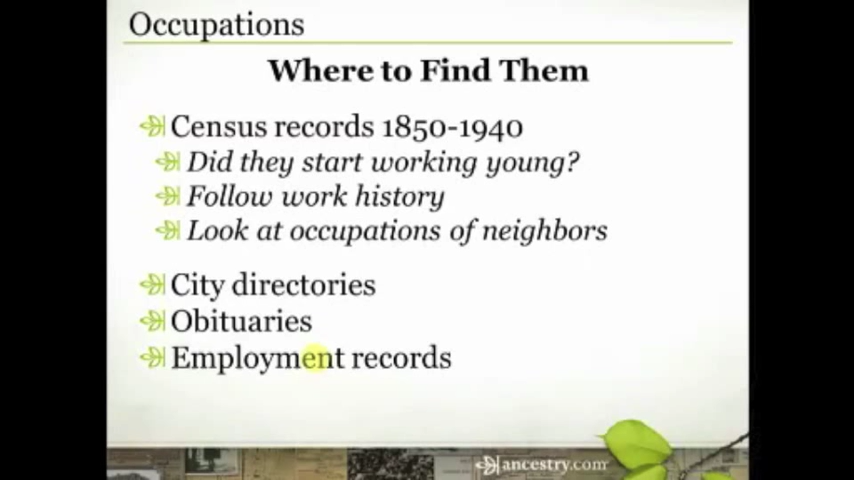 Occupations
Where to Find Them
Census records 1850-1940
Did they start working young?
Follow work history
Look at occupations of neighbors
City directories
Obituaries
Employment records
ancestry.com